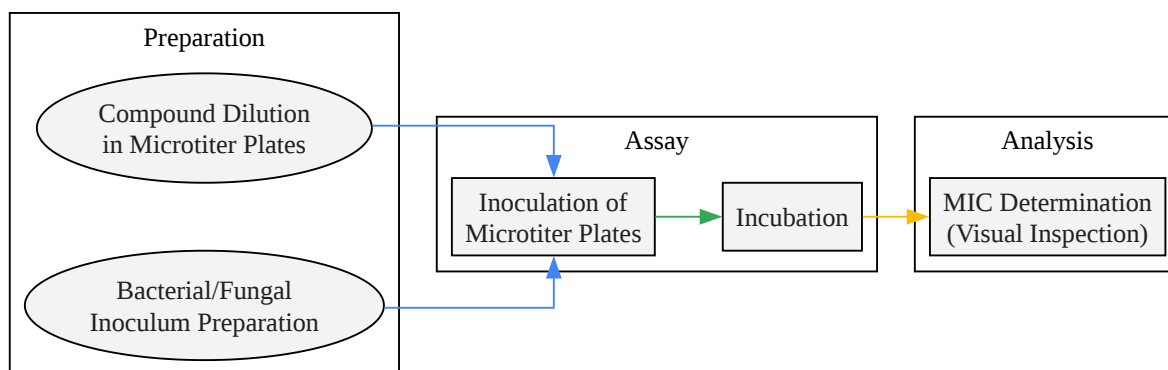 Preparation
Compound Dilution
in Microtiter Plates
Bacterial/Fungal
Inoculum Preparation
Assay
Inoculation of
Microtiter Plates
Incubation
Analysis
MIC Determination
(Visual Inspection)